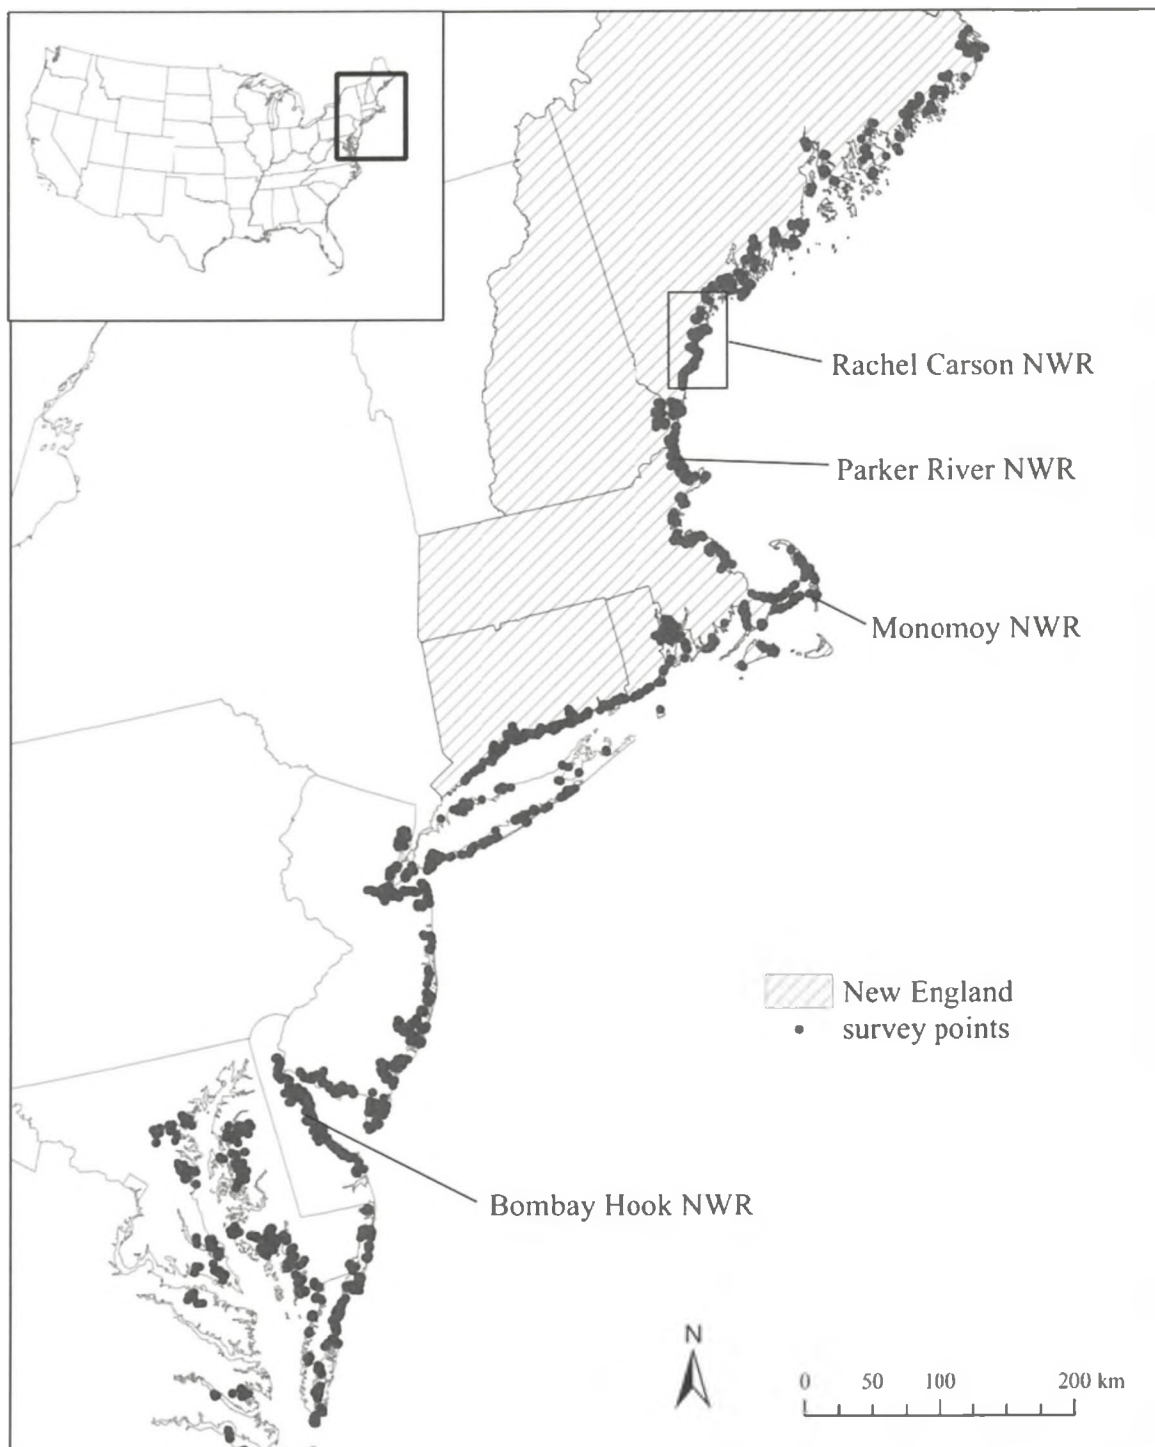 Rachel Carson NWR
Parker River NWR
Monomoy NWR
New England
survey points
Bombay Hook NWR
N
0 50 100 200 km